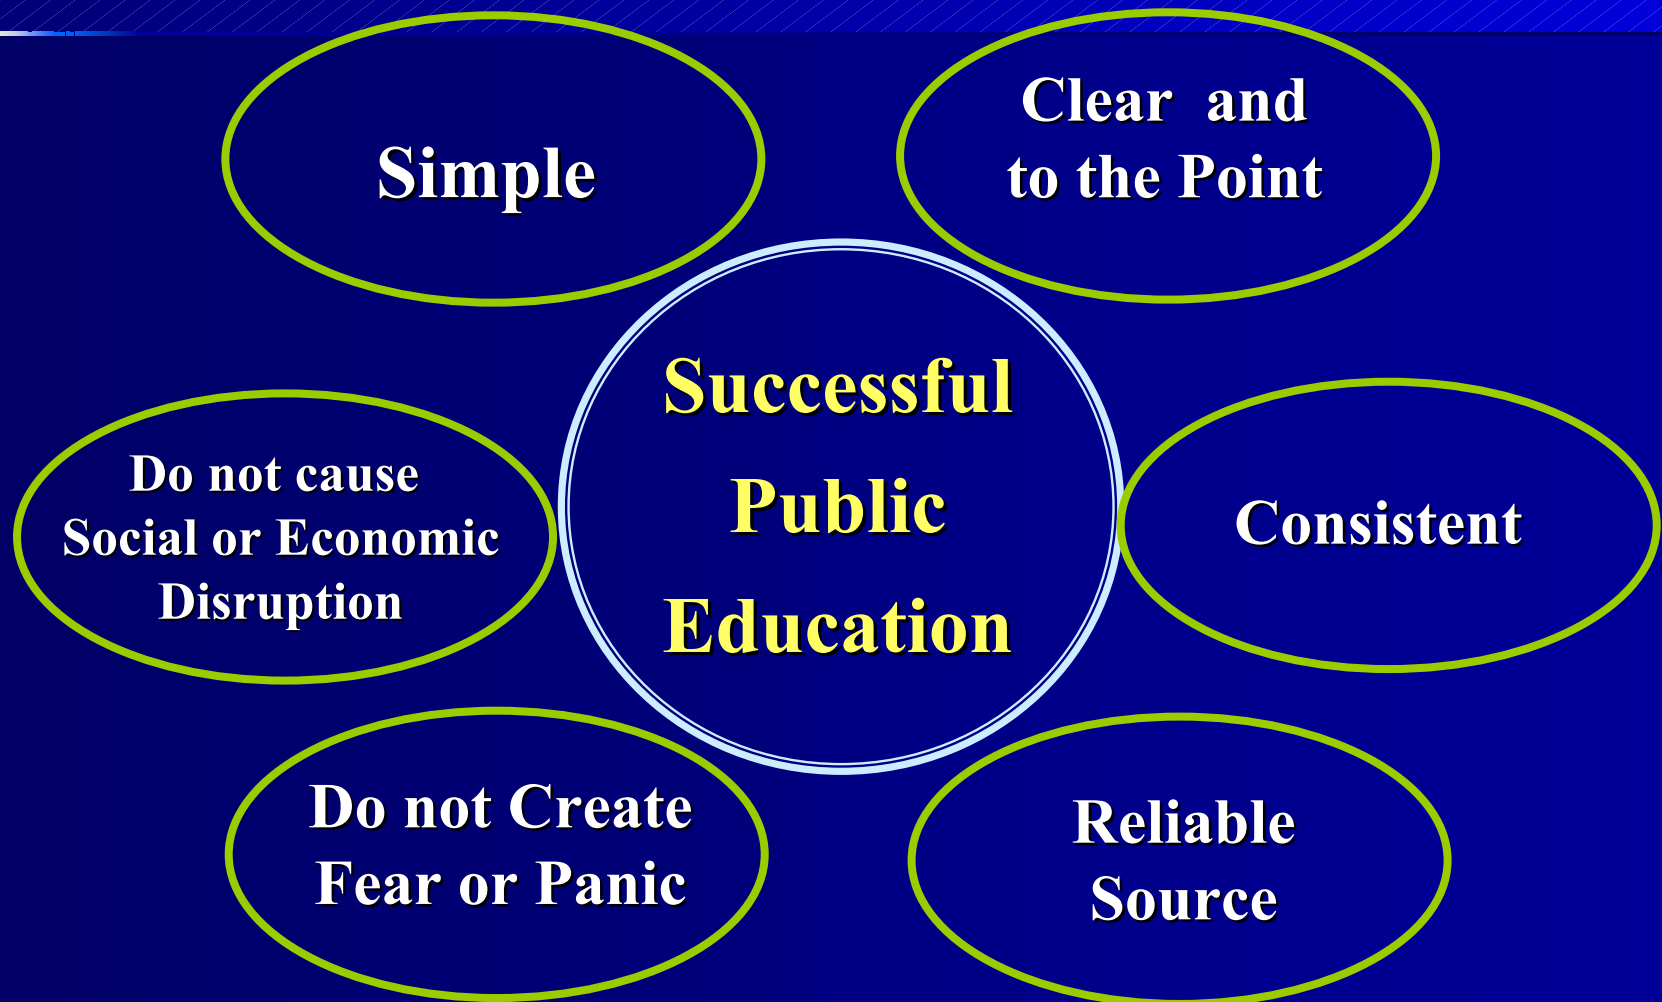 Simple
Clear and
to the Point
Successful
Public
Education
Do not cause
Social or Economic
Disruption
Consistent
Do not Create
Fear or Panic
Reliable
Source